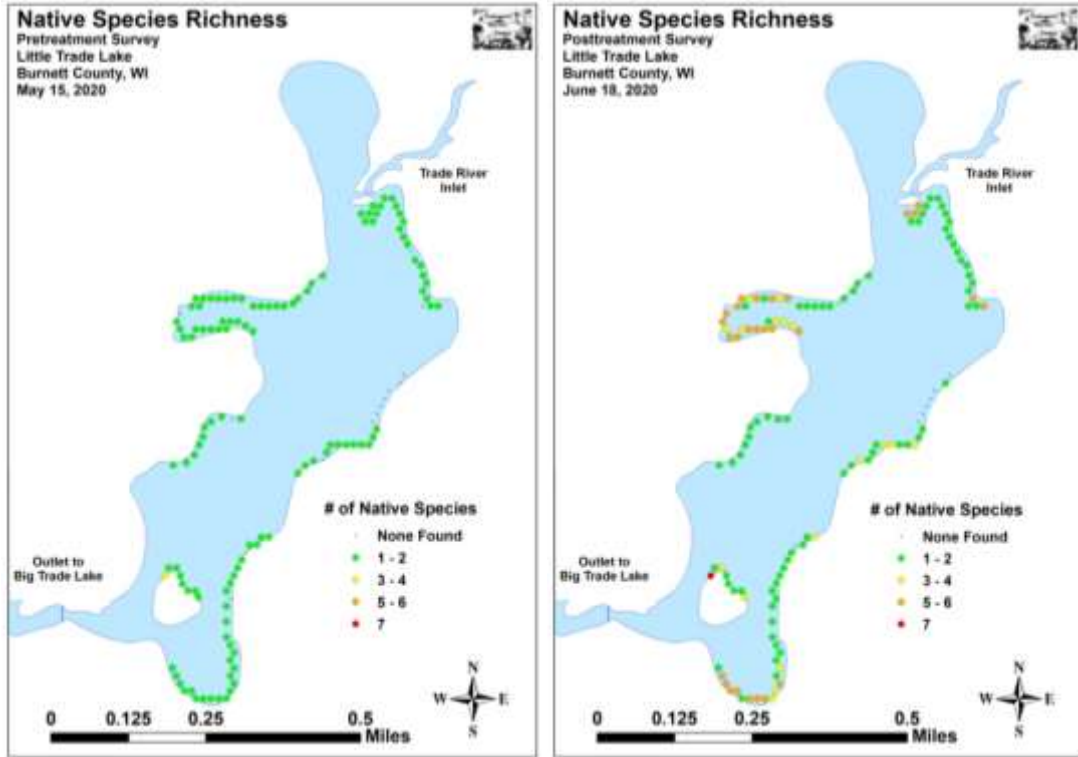 Native Species Richness
Pretreatment Survey
Little Trade Lake
Burnett County, WI
May 15, 2020
Trade River
Inlet
# of Native Species
None Found
1 - 2
3 - 4
5 - 6
7
Outlet to
Big Trade Lake
N
W E
S
0 0.125 0.25 0.5
Miles
Native Species Richness
Posttreatment Survey
Little Trade Lake
Burnett County, WI
June 18, 2020
Trade River
Inlet
# of Native Species
None Found
1 - 2
3 - 4
5 - 6
7
Outlet to
Big Trade Lake
N
W E
S
0 0.125 0.25 0.5
Miles